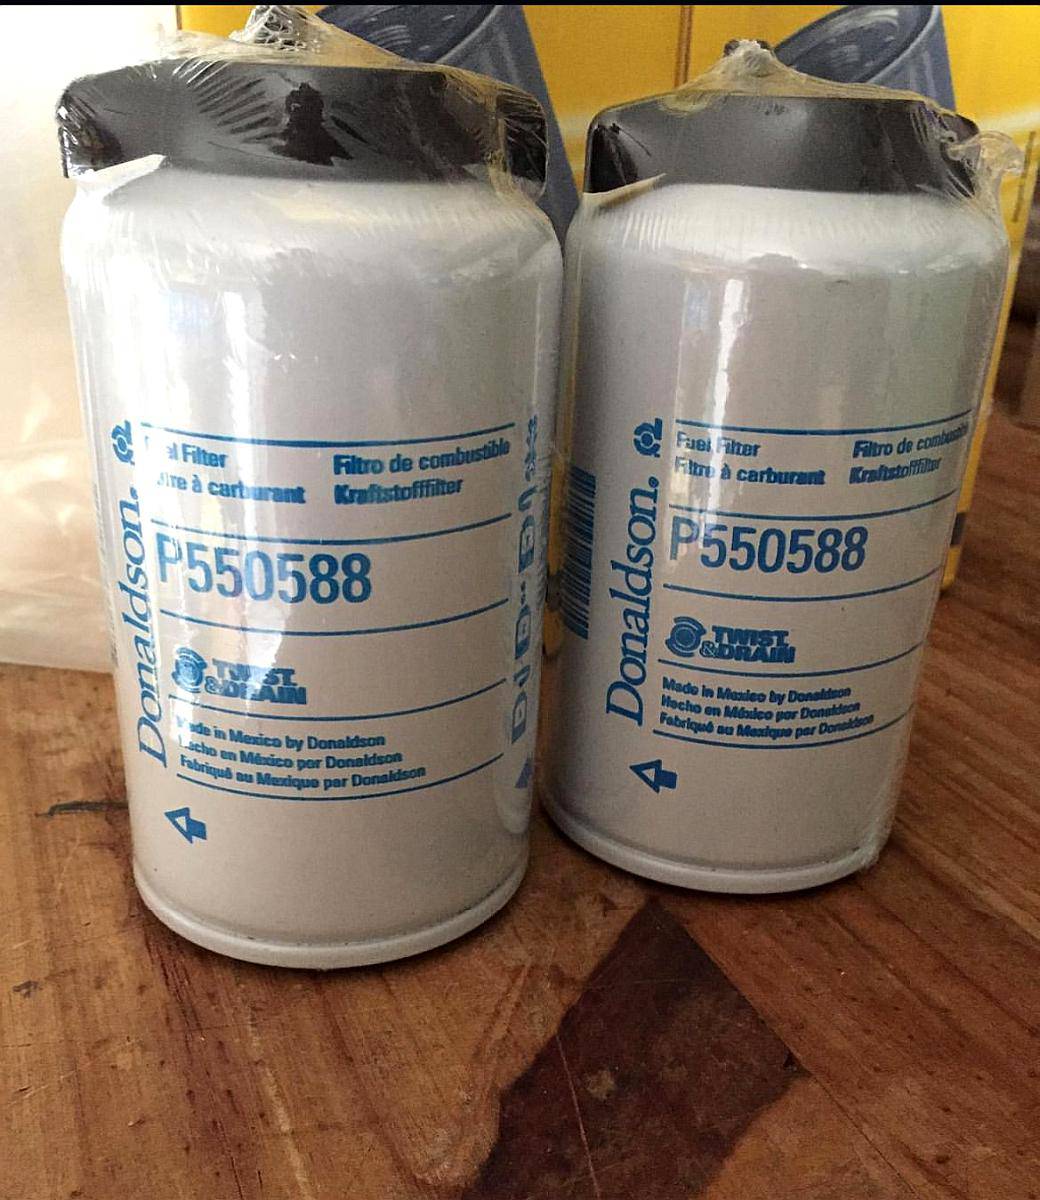 Donaldson.
Fuel Filter
Filtre à carburant
Filtro de combustible
Kraftstofffilter
P550588
TWIST
&DRAIN
Made in Mexico by Donaldson
Hecho en México por Donaldson
Fabriqué au Mexique par Donaldson
Donaldson.
Fuel Filter
Filtre à carburant
Filtro de combustible
Kraftstofffilter
P550588
TWIST
&DRAIN
Made in Mexico by Donaldson
Hecho en México por Donaldson
Fabriqué au Mexique par Donaldson